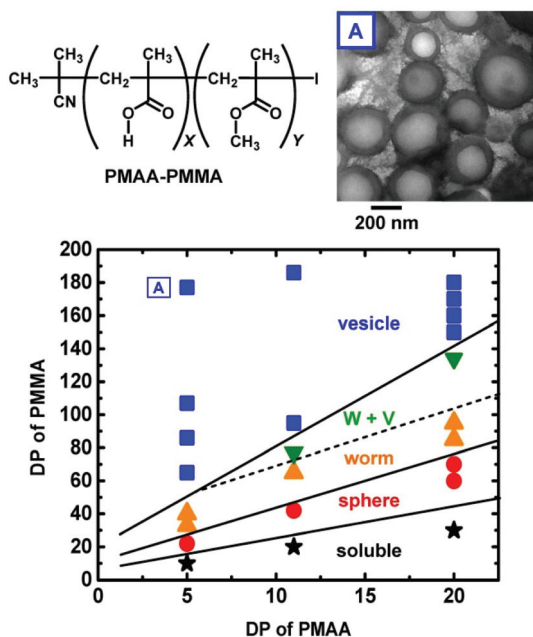 CH₃
CH₃
CN
CH₂
CH₃
O
O
H
X
CH₂
CH₃
O
O
CH₃
Y
I
PMAA-PMMA
A
200 nm
DP of PMMA
200
180
160
140
120
100
80
60
40
20
0
A
vesicle
W + V
worm
sphere
soluble
0
5
10
15
20
DP of PMAA